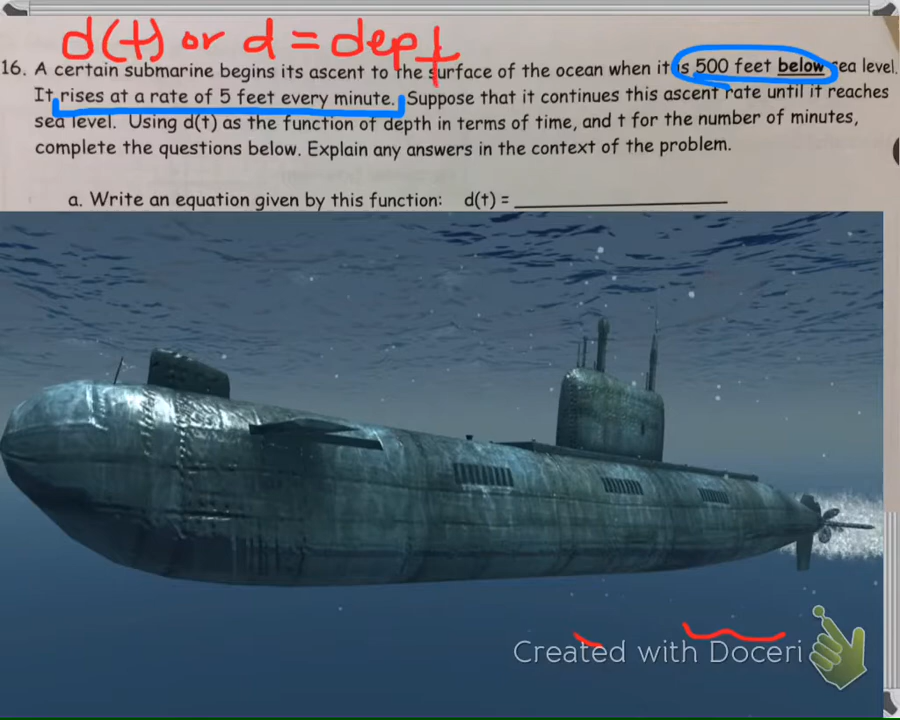 d(t) or d = dept
16. A certain submarine begins its ascent to the surface of the ocean when it is 500 feet below sea level.
It rises at a rate of 5 feet every minute. Suppose that it continues this ascent rate until it reaches
sea level. Using d(t) as the function of depth in terms of time, and t for the number of minutes,
complete the questions below. Explain any answers in the context of the problem.
a. Write an equation given by this function: d(t) = ____________________
Created with Doceri